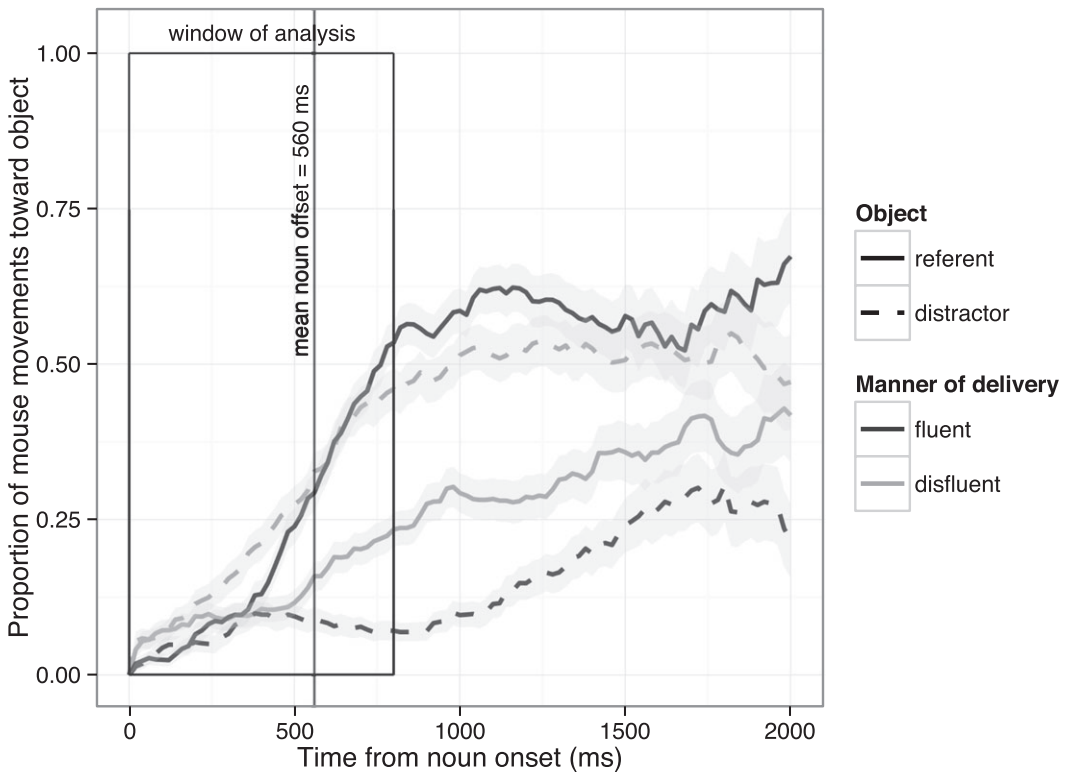 window of analysis
mean noun offset = 560 ms
Proportion of mouse movements toward object
1.00
0.75
0.50
0.25
0.00
0
500
1000
1500
2000
Time from noun onset (ms)
Object
referent
distractor
Manner of delivery
fluent
disfluent